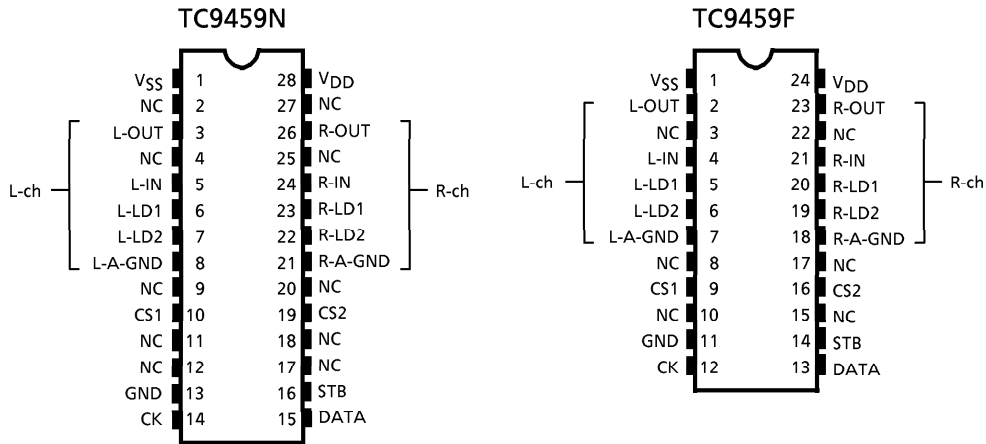 TC9459N
VSS 1 28 VDD
NC 2 27 NC
L-OUT 3 26 R-OUT
NC 4 25 NC
L-IN 5 24 R-IN
L-LD1 6 23 R-LD1
L-LD2 7 22 R-LD2
L-A-GND 8 21 R-A-GND
NC 9 20 NC
CS1 10 19 CS2
NC 11 18 NC
NC 12 17 NC
GND 13 16 STB
CK 14 15 DATA
L-ch
R-ch
TC9459F
VSS 1 24 VDD
L-OUT 2 23 R-OUT
NC 3 22 NC
L-IN 4 21 R-IN
L-LD1 5 20 R-LD1
L-LD2 6 19 R-LD2
L-A-GND 7 18 R-A-GND
NC 8 17 NC
CS1 9 16 CS2
NC 10 15 NC
GND 11 14 STB
CK 12 13 DATA
L-ch
R-ch